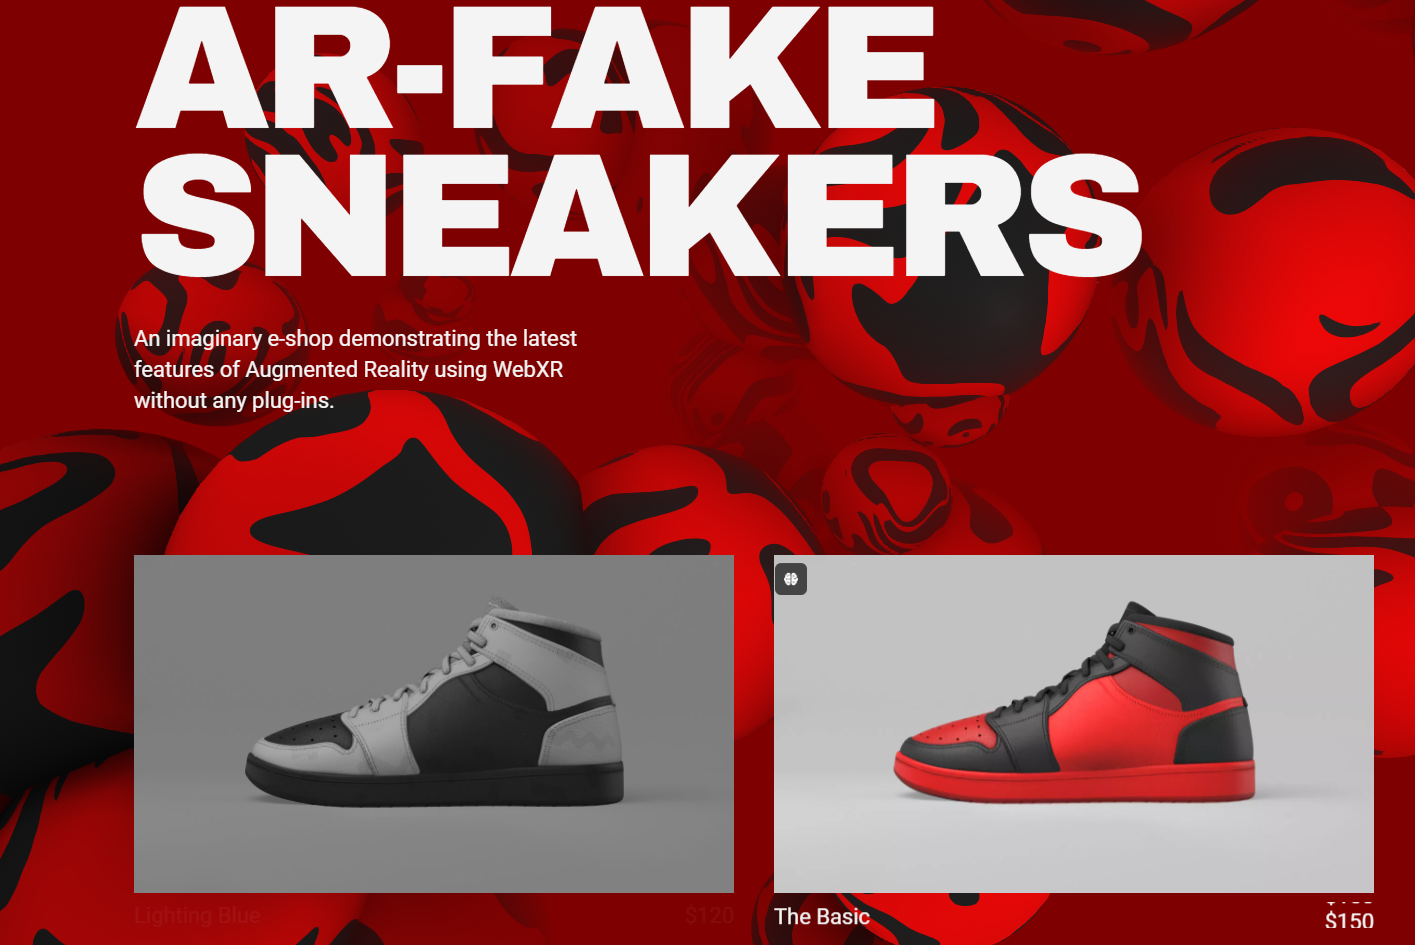 AR-FAKE
SNEAKERS
An imaginary e-shop demonstrating the latest
features of Augmented Reality using WebXR
without any plug-ins.
Lighting Blue $120
The Basic $150